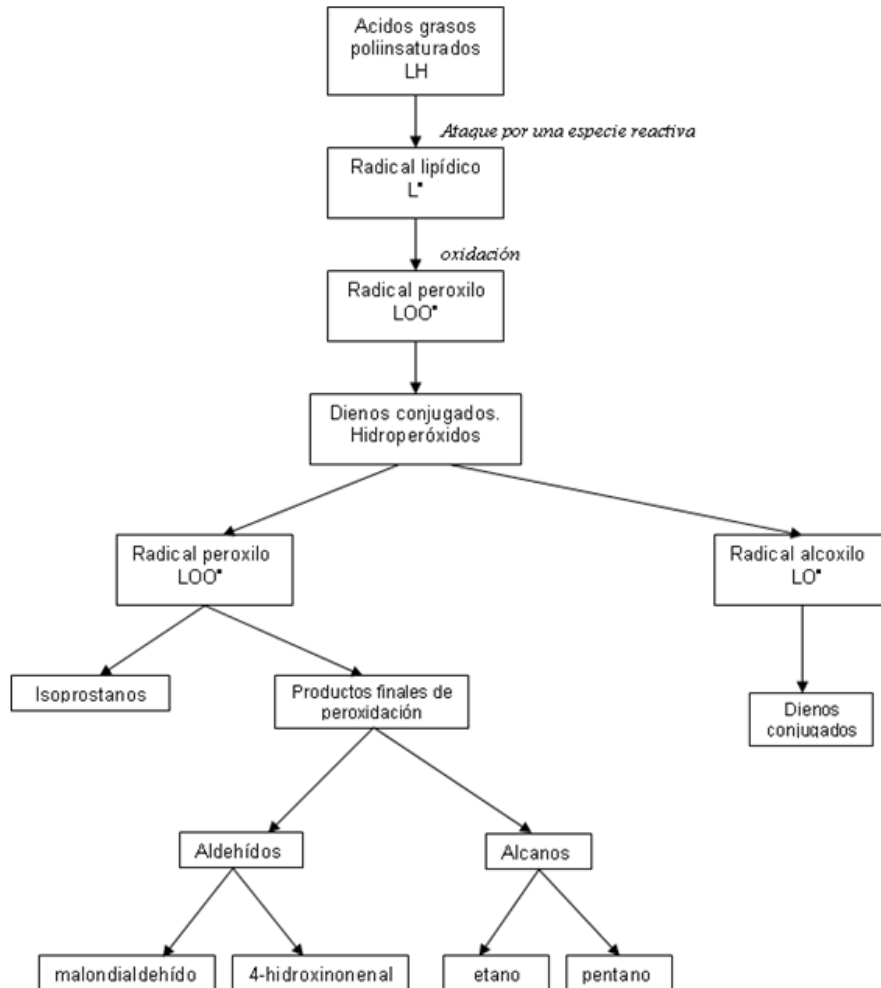 Acidos grasos
poliinsaturados
LH
Ataque por una especie reactiva
Radical lipídico
L▪
oxidación
Radical peroxilo
LOO▪
Dienos conjugados.
Hidroperóxidos
Radical peroxilo
LOO▪
Radical alcoxilo
LO▪
Isoprostanos
Productos finales de
peroxidación
Dienos
conjugados
Aldehídos
Alcanos
malondialdehído
4-hidroxinonenal
etano
pentano